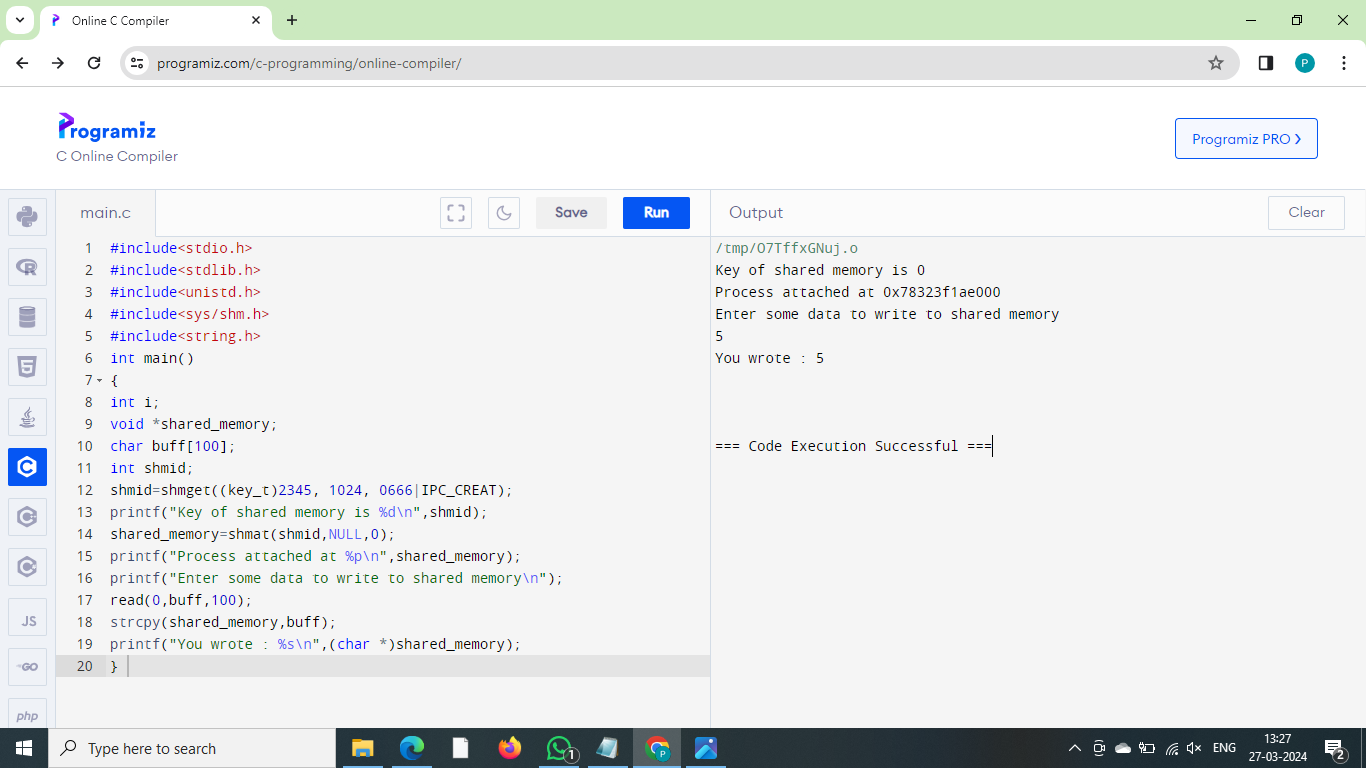 Online C Compiler
programiz.com/c-programming/online-compiler/
P
Programiz
C Online Compiler
Programiz PRO
main.c
Save
Run
Output
Clear
1 #include<stdio.h>
2 #include<stdlib.h>
3 #include<unistd.h>
4 #include<sys/shm.h>
5 #include<string.h>
6 int main()
7 {
8 int i;
9 void *shared_memory;
10 char buff[100];
11 int shmid;
12 shmid=shmget((key_t)2345, 1024, 0666|IPC_CREAT);
13 printf("Key of shared memory is %d\n",shmid);
14 shared_memory=shmat(shmid,NULL,0);
15 printf("Process attached at %p\n",shared_memory);
16 printf("Enter some data to write to shared memory\n");
17 read(0,buff,100);
18 strcpy(shared_memory,buff);
19 printf("You wrote : %s\n",(char *)shared_memory);
20 }
/tmp/O7TffxGNuj.o
Key of shared memory is 0
Process attached at 0x78323f1ae000
Enter some data to write to shared memory
5
You wrote : 5
=== Code Execution Successful ===
JS
GO
php
Type here to search
1
P
ENG
13:27
27-03-2024
2